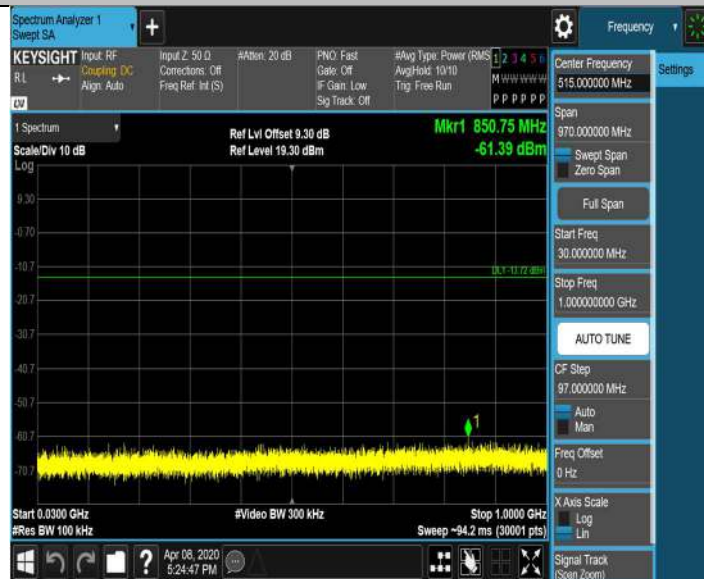 Spectrum Analyzer 1
Swept SA
Frequency
KEYSIGHT
RL
Input: RF
Coupling: DC
Align: Auto
Input Z: 50 Ω
Corrections: Off
Freq Ref: Int (S)
#Atten: 20 dB
PNO: Fast
Gate: Off
IF Gain: Low
Sig Track: Off
#Avg Type: Power (RMS
Avg|Hold: 10/10
Trig: Free Run
1 2 3 4 5 6
M W W W W W
P P P P P P
1 Spectrum
Scale/Div 10 dB
Log
Ref Lvl Offset 9.30 dB
Ref Level 19.30 dBm
Mkr1 850.75 MHz
-61.39 dBm
9.30
-0.70
-10.7
-20.7
-30.7
-40.7
-50.7
-60.7
-70.7
DL1 -13.72 dBm
1
Start 0.0300 GHz
#Res BW 100 kHz
#Video BW 300 kHz
Stop 1.0000 GHz
Sweep ~94.2 ms (30001 pts)
Apr 08, 2020
5:24:47 PM
Center Frequency
515.000000 MHz
Settings
Span
970.000000 MHz
Swept Span
Zero Span
Full Span
Start Freq
30.000000 MHz
Stop Freq
1.000000000 GHz
AUTO TUNE
CF Step
97.000000 MHz
Auto
Man
Freq Offset
0 Hz
X Axis Scale
Log
Lin
Signal Track
(Span Zoom)